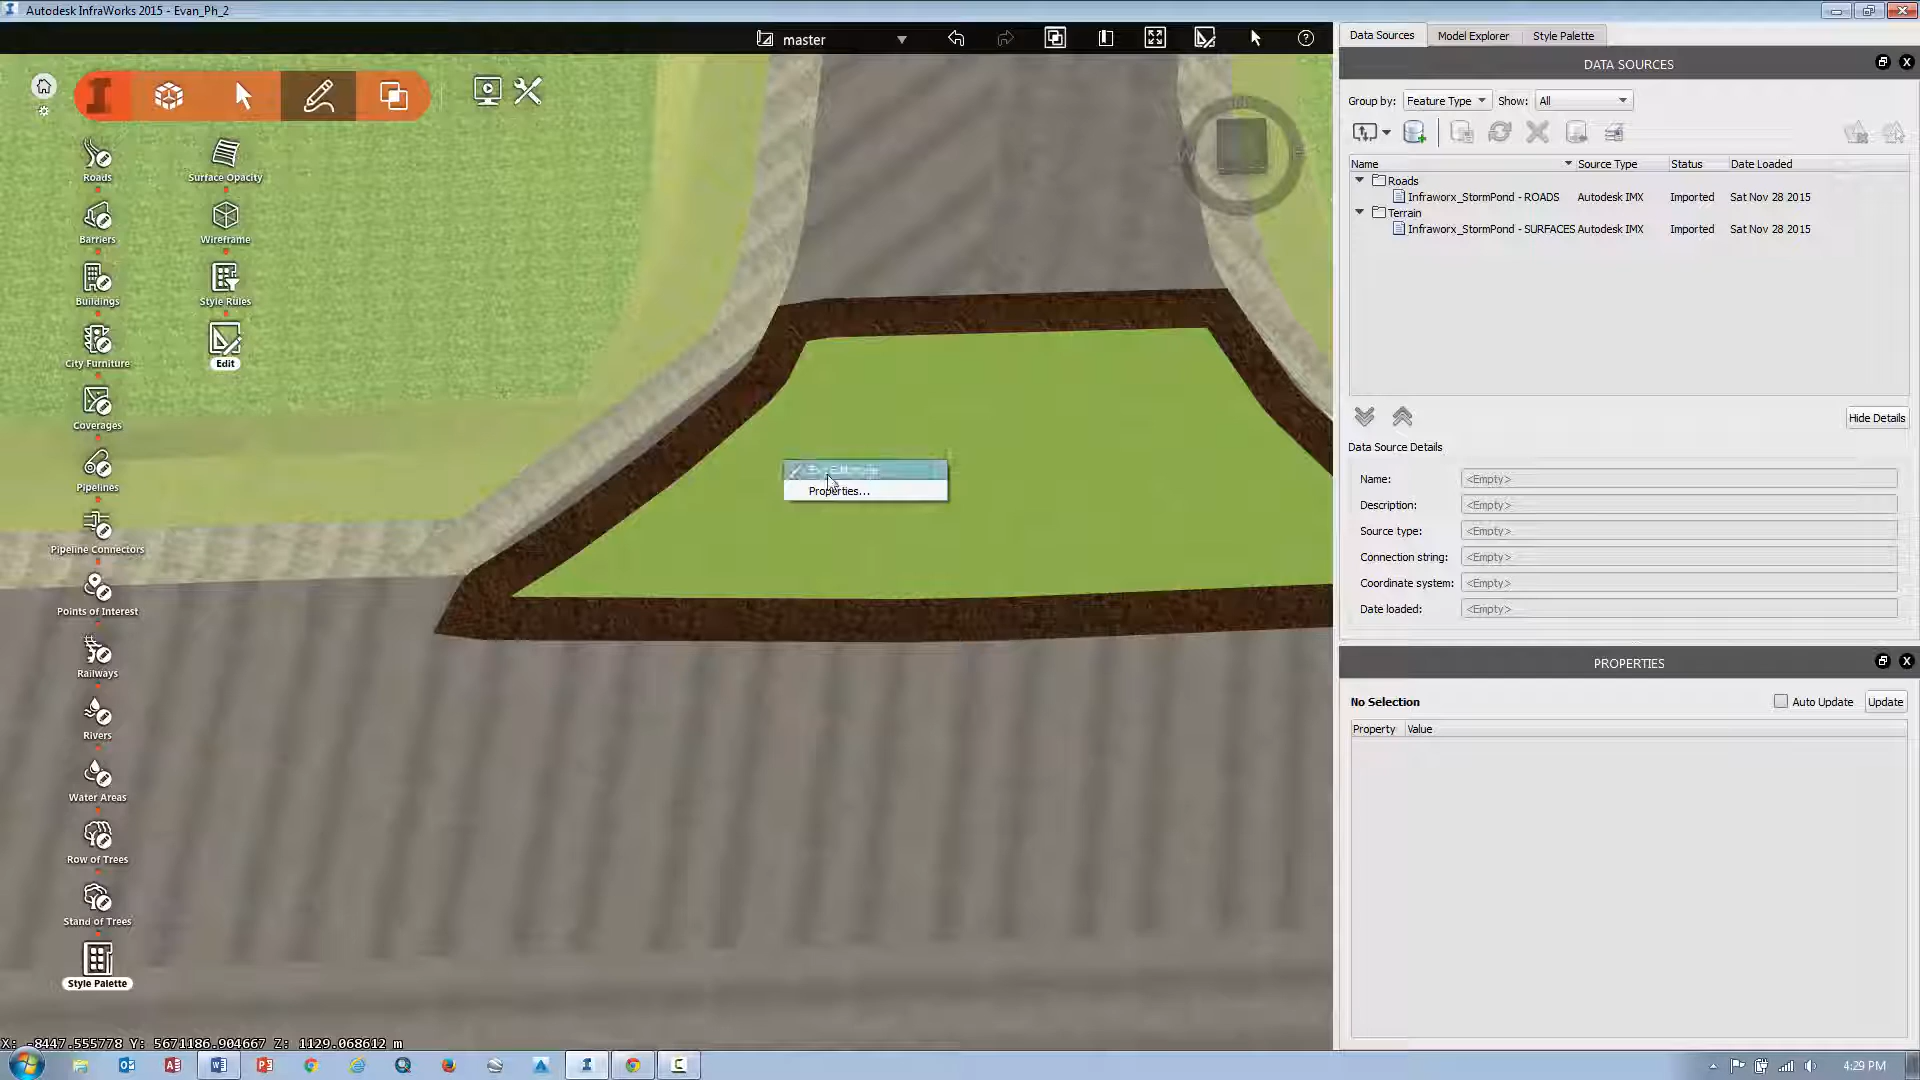 Autodesk InfraWorks 2015 - Evan_Ph_2
master
Roads
Surface Opacity
Barriers
Wireframe
Buildings
Style Rules
City Furniture
Edit
Coverages
Pipelines
Pipeline Connectors
Points of Interest
Railways
Rivers
Water Areas
Row of Trees
Stand of Trees
Style Palette
Properties...
X: -8447.555778 Y: 5671186.904667 Z: 1129.068612 m
Data Sources Model Explorer Style Palette
DATA SOURCES
Group by: Feature Type Show: All
Name Source Type Status Date Loaded
Roads
Infraworx_StormPond - ROADS Autodesk IMX Imported Sat Nov 28 2015
Terrain
Infraworx_StormPond - SURFACES Autodesk IMX Imported Sat Nov 28 2015
Hide Details
Data Source Details
Name: <Empty>
Description: <Empty>
Source type: <Empty>
Connection string: <Empty>
Coordinate system: <Empty>
Date loaded: <Empty>
PROPERTIES
No Selection Auto Update Update
Property Value
4:29 PM